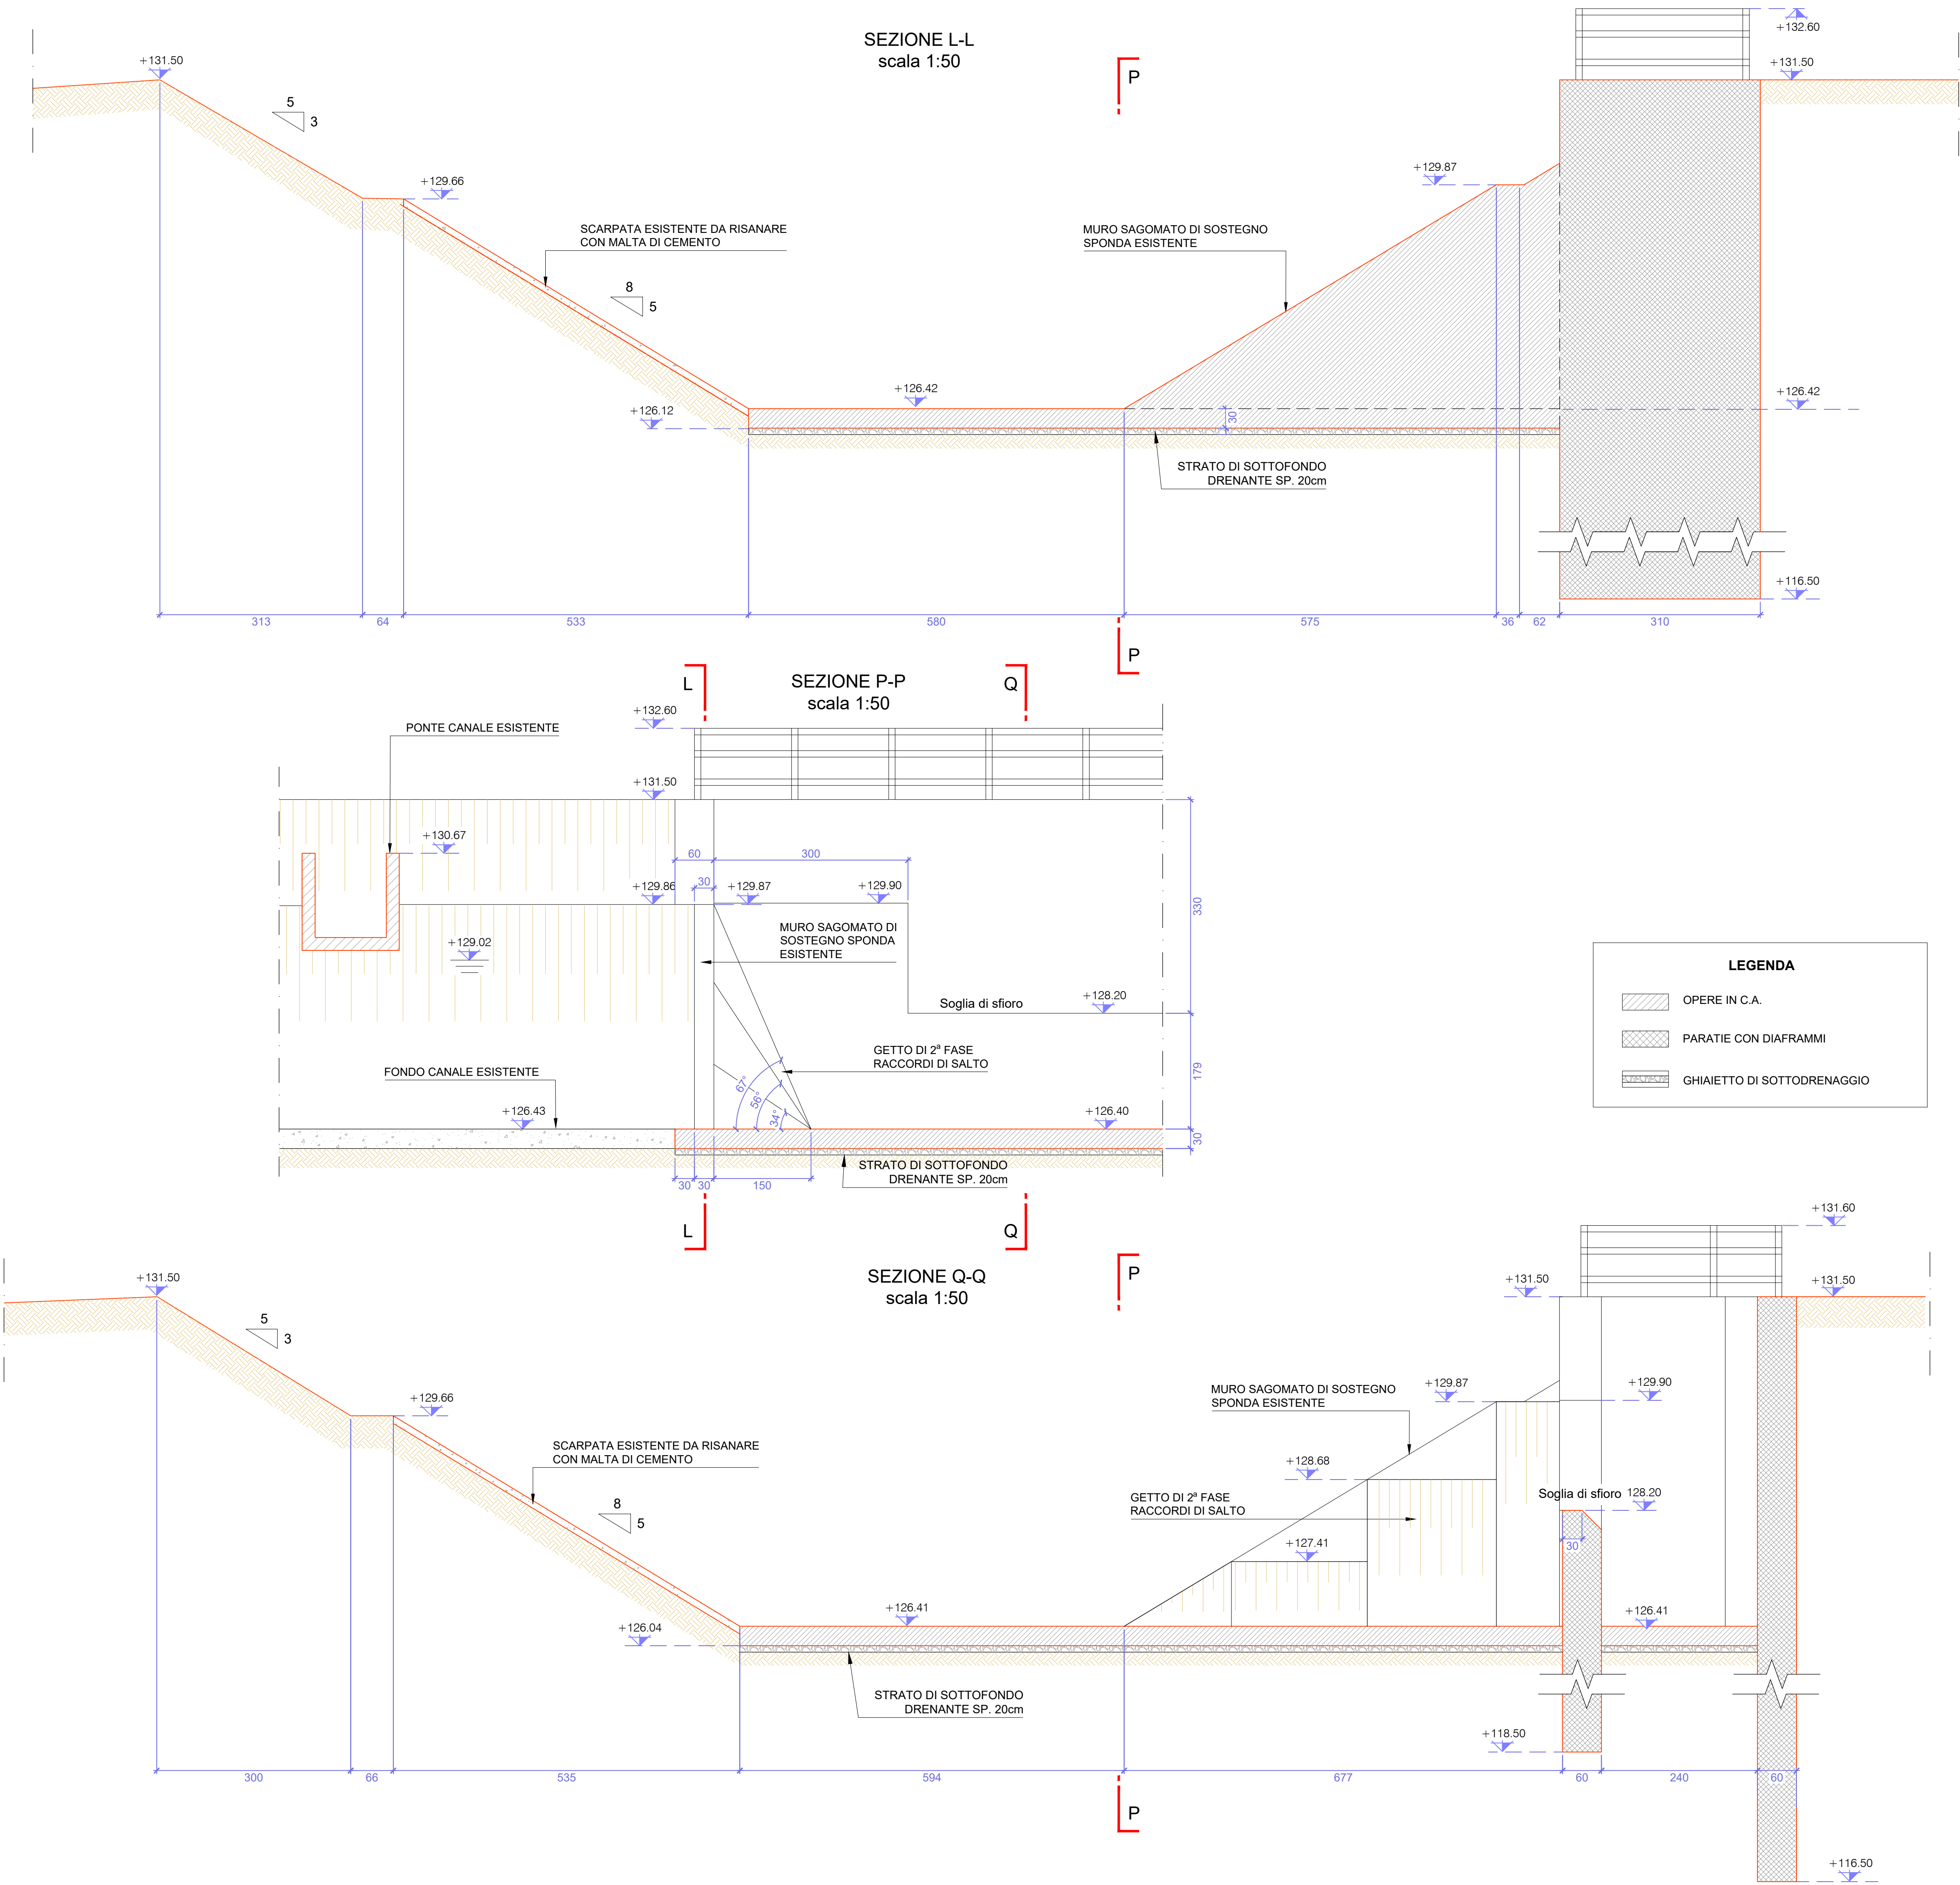 SEZIONE L-L
scala 1:50
P
+132.60
+131.50
+131.50
5
3
+129.66
+129.87
SCARPATA ESISTENTE DA RISANARE
CON MALTA DI CEMENTO
MURO SAGOMATO DI SOSTEGNO
SPONDA ESISTENTE
8
5
+126.42
+126.12
30
+126.42
STRATO DI SOTTOFONDO
DRENANTE SP. 20cm
+116.50
313
64
533
580
575
36
62
310
P
L
SEZIONE P-P
scala 1:50
Q
+132.60
PONTE CANALE ESISTENTE
+131.50
+130.67
60
300
+129.86
30
+129.87
+129.90
330
MURO SAGOMATO DI
SOSTEGNO SPONDA
ESISTENTE
+129.02
Soglia di sfioro
+128.20
GETTO DI 2ª FASE
RACCORDI DI SALTO
FONDO CANALE ESISTENTE
67°
56°
34°
179
+126.43
+126.40
30
STRATO DI SOTTOFONDO
DRENANTE SP. 20cm
30
30
150
L
Q
LEGENDA
OPERE IN C.A.
PARATIE CON DIAFRAMMI
GHIAIETTO DI SOTTODRENAGGIO
SEZIONE Q-Q
scala 1:50
P
+131.60
+131.50
+131.50
+131.50
5
3
+129.66
+129.87
+129.90
MURO SAGOMATO DI SOSTEGNO
SPONDA ESISTENTE
SCARPATA ESISTENTE DA RISANARE
CON MALTA DI CEMENTO
+128.68
GETTO DI 2ª FASE
RACCORDI DI SALTO
Soglia di sfioro
128.20
8
5
30
+127.41
+126.41
+126.41
+126.04
STRATO DI SOTTOFONDO
DRENANTE SP. 20cm
+118.50
300
66
535
594
677
60
240
60
P
+116.50